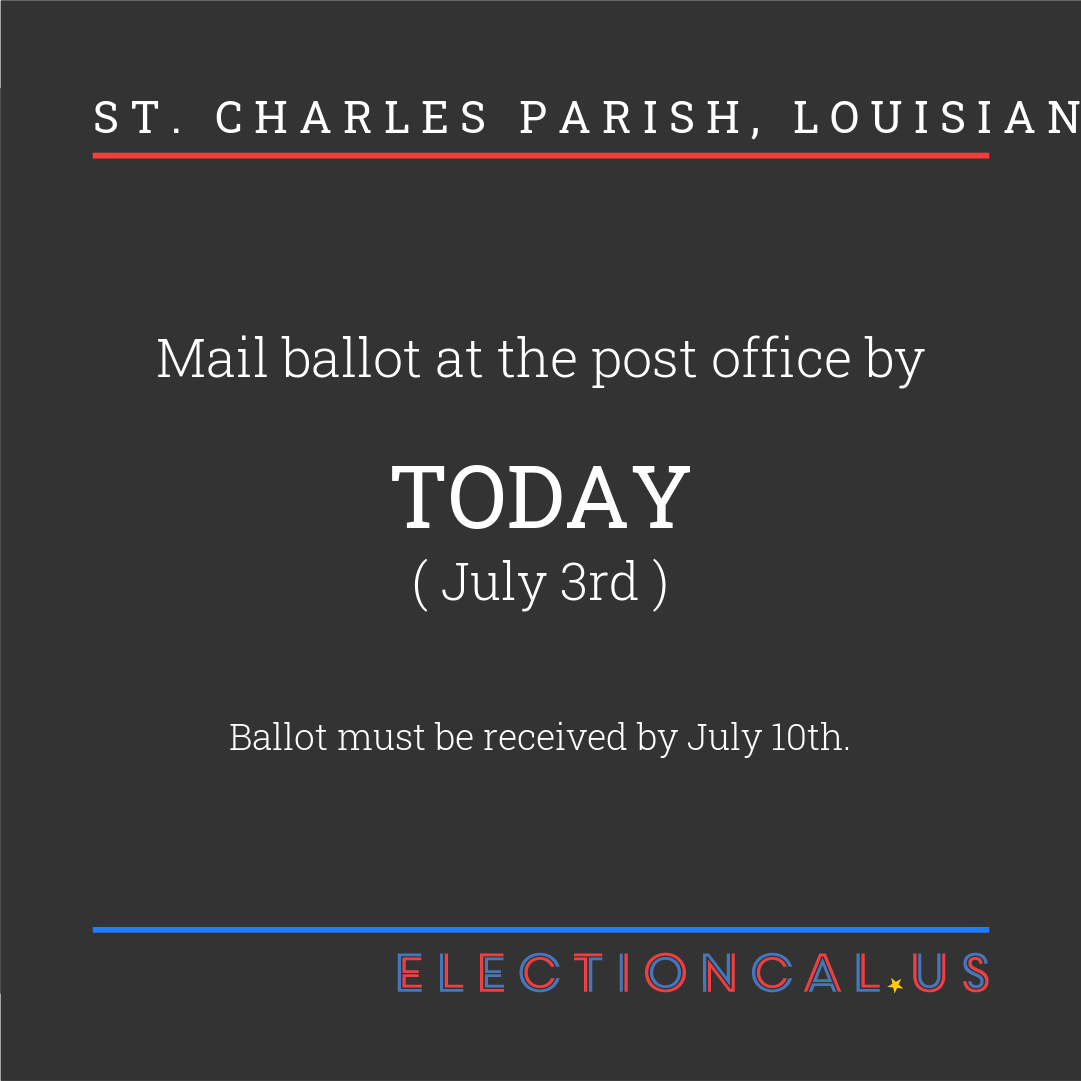 ST. CHARLES PARISH, LOUISIAN
Mail ballot at the post office by
TODAY
( July 3rd )
Ballot must be received by July 10th.
ELECTIONCAL.US